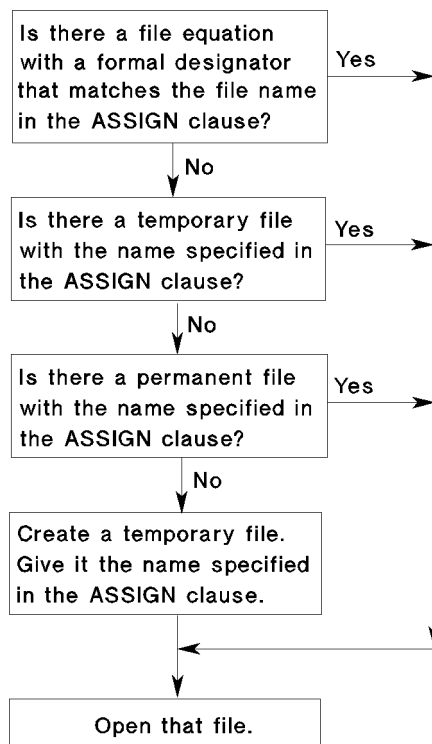 Is there a file equation
with a formal designator
that matches the file name
in the ASSIGN clause?
Yes
No
Is there a temporary file
with the name specified in
the ASSIGN clause?
Yes
No
Is there a permanent file
with the name specified in
the ASSIGN clause?
Yes
No
Create a temporary file.
Give it the name specified
in the ASSIGN clause.
Open that file.